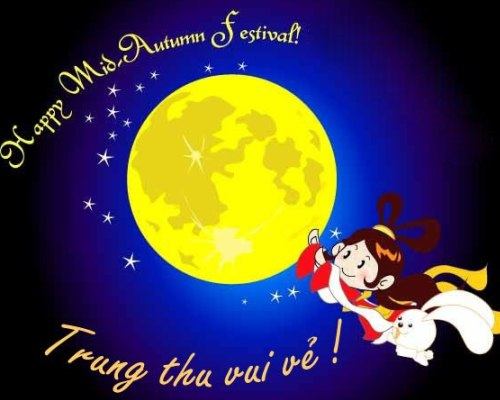 Happy Mid-Autumn Festival!
Trung thu vui vẻ !